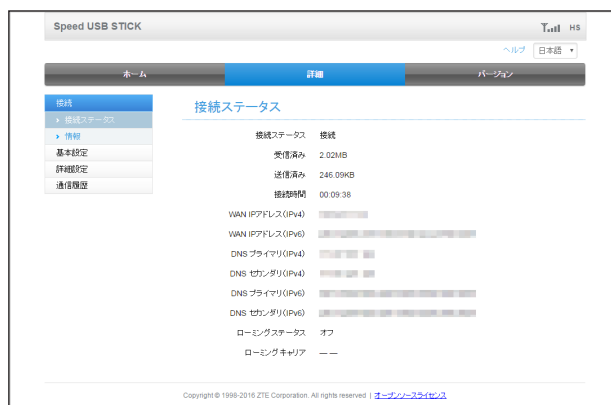 Speed USB STICK
HS
ヘルプ 日本語
ホーム 詳細 バージョン
接続
› 接続ステータス
› 情報
基本設定
詳細設定
通信履歴
接続ステータス
接続ステータス 接続
受信済み 2.02MB
送信済み 246.09KB
接続時間 00:09:38
WAN IPアドレス(IPv4)
WAN IPアドレス(IPv6)
DNS プライマリ(IPv4)
DNS セカンダリ(IPv4)
DNS プライマリ(IPv6)
DNS セカンダリ(IPv6)
ローミングステータス オフ
ローミングキャリア — —
Copyright © 1998-2016 ZTE Corporation. All rights reserved | オープンソースライセンス